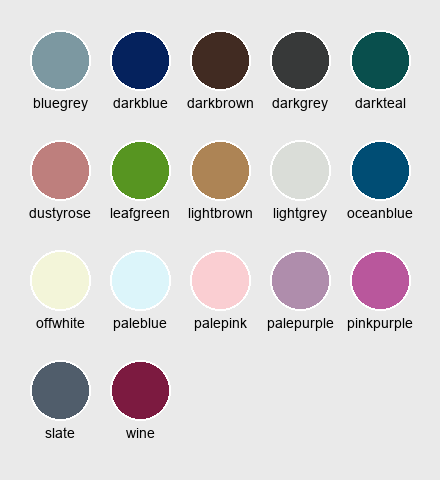 bluegrey darkblue darkbrown darkgrey darkteal
dustyrose leafgreen lightbrown lightgrey oceanblue
offwhite paleblue palepink palepurple pinkpurple
slate wine